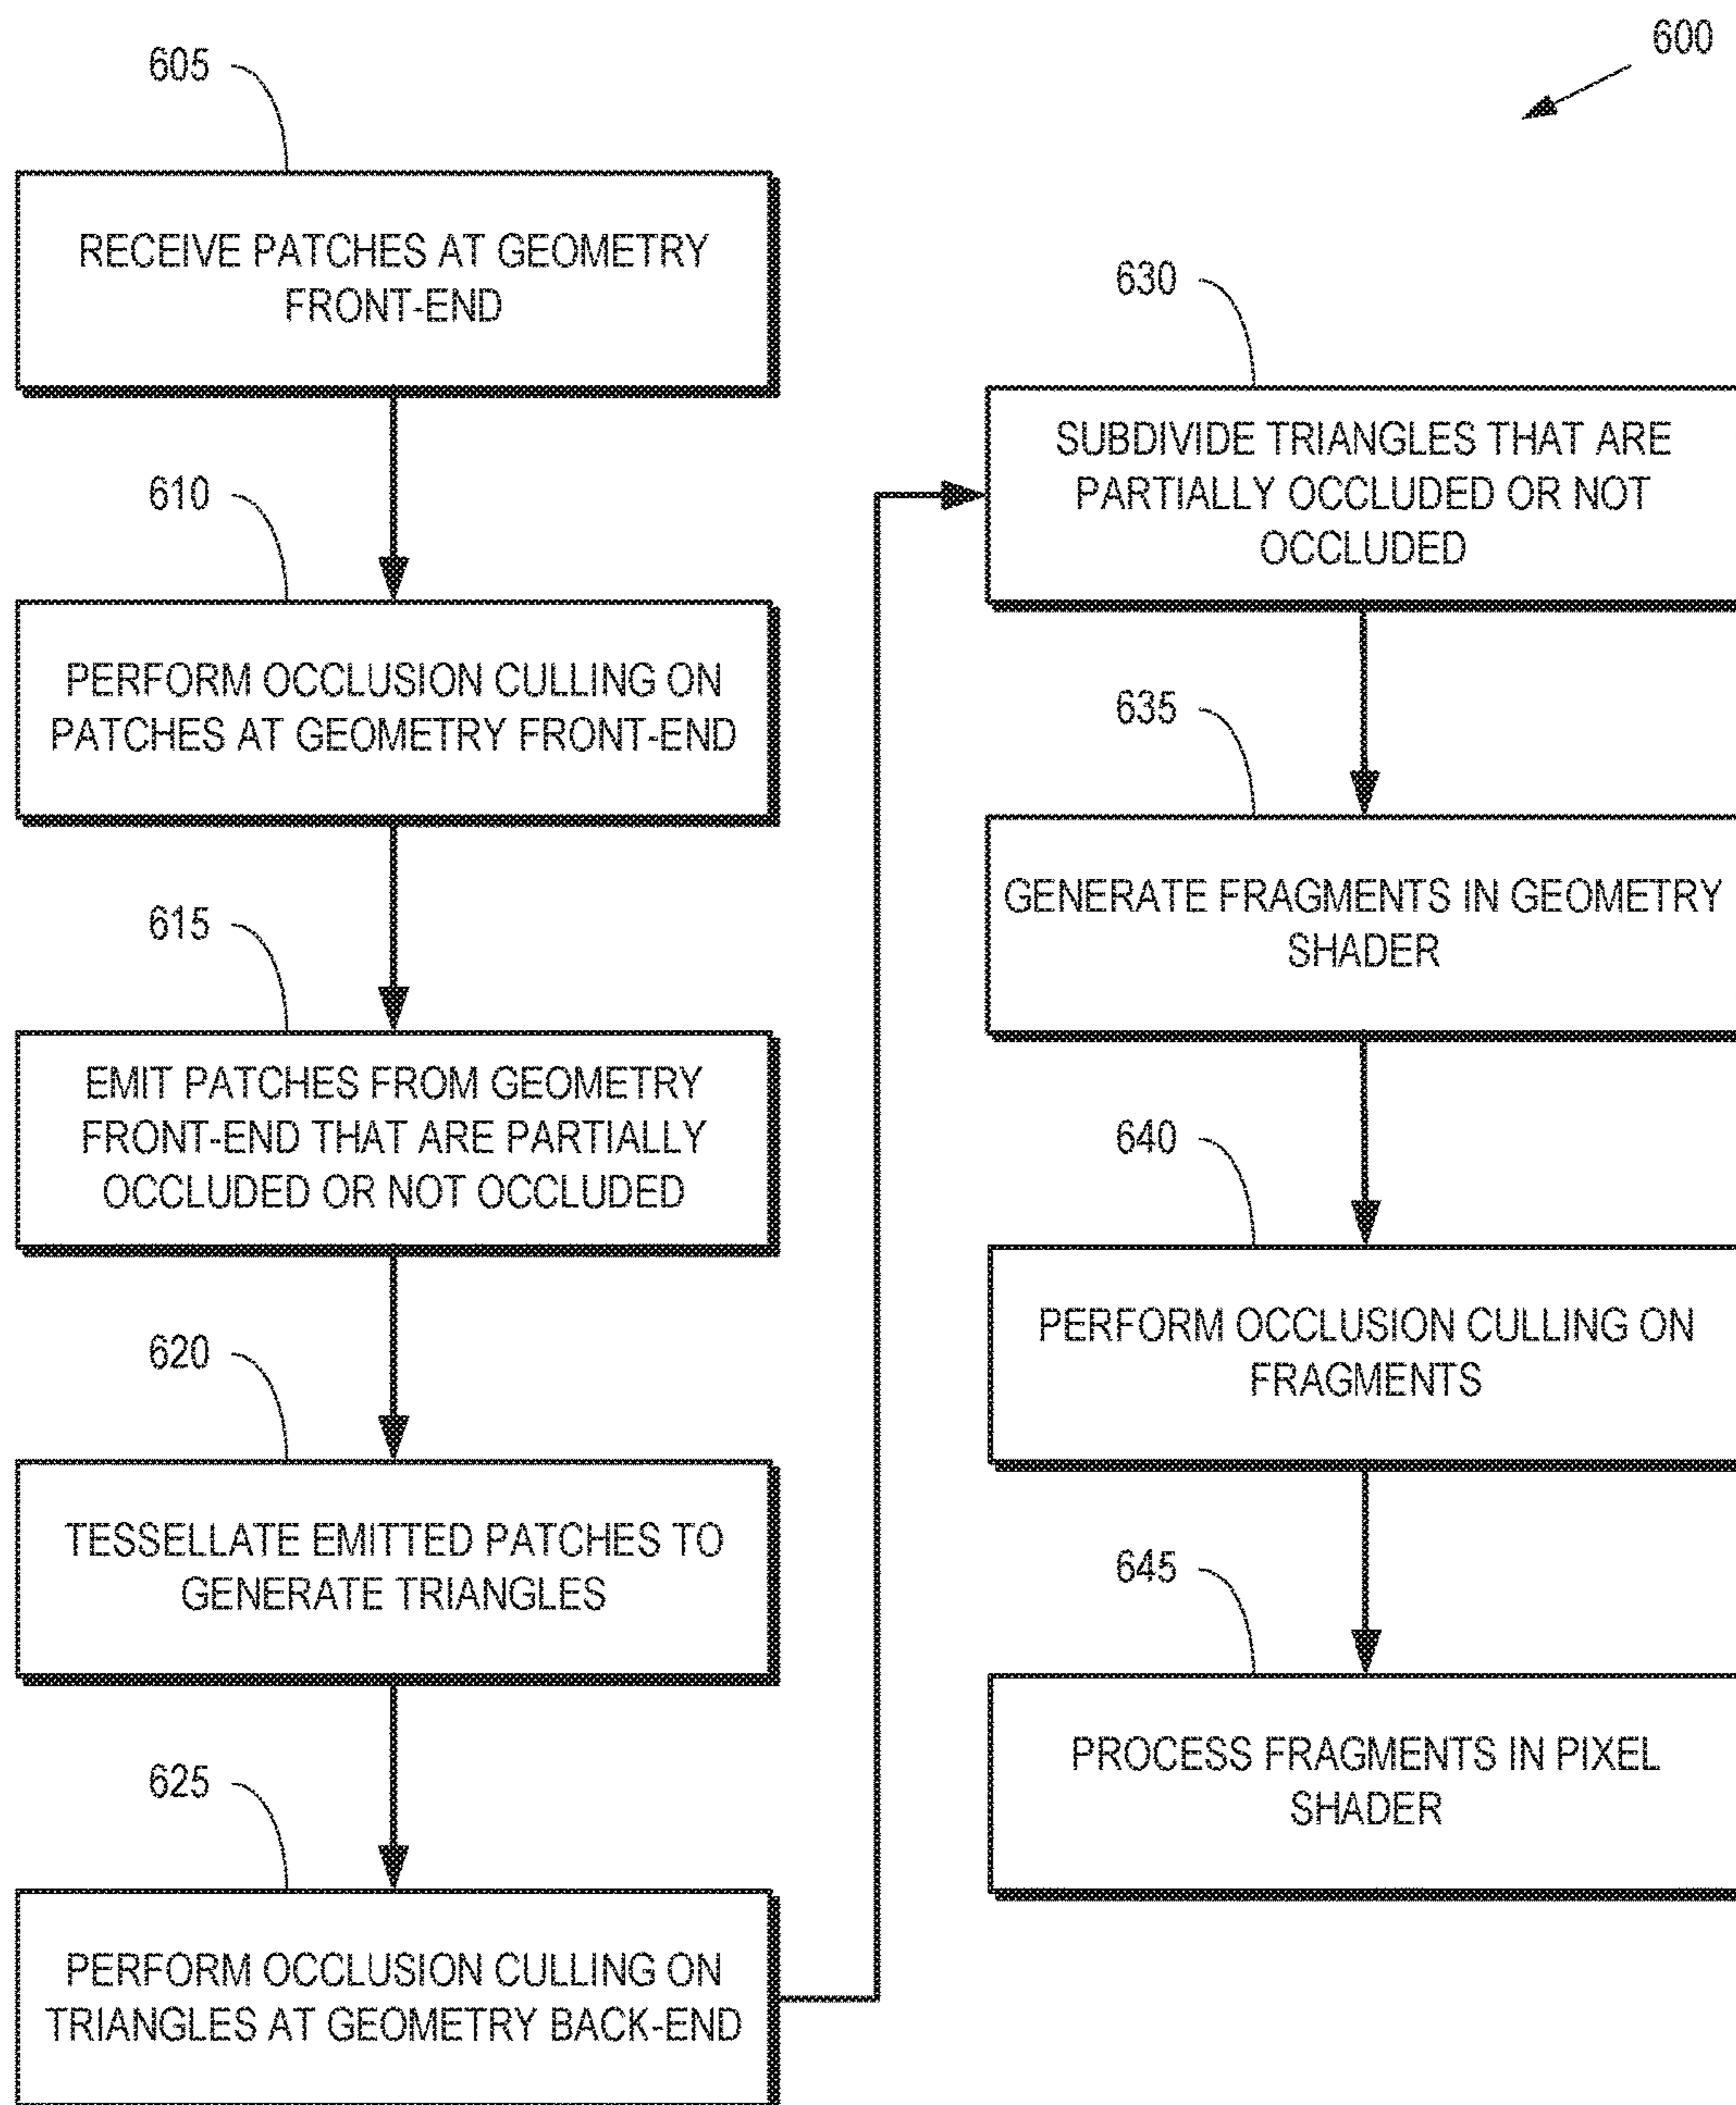 600
605
RECEIVE PATCHES AT GEOMETRY
FRONT-END
610
PERFORM OCCLUSION CULLING ON
PATCHES AT GEOMETRY FRONT-END
615
EMIT PATCHES FROM GEOMETRY
FRONT-END THAT ARE PARTIALLY
OCCLUDED OR NOT OCCLUDED
620
TESSELLATE EMITTED PATCHES TO
GENERATE TRIANGLES
625
PERFORM OCCLUSION CULLING ON
TRIANGLES AT GEOMETRY BACK-END
630
SUBDIVIDE TRIANGLES THAT ARE
PARTIALLY OCCLUDED OR NOT
OCCLUDED
635
GENERATE FRAGMENTS IN GEOMETRY
SHADER
640
PERFORM OCCLUSION CULLING ON
FRAGMENTS
645
PROCESS FRAGMENTS IN PIXEL
SHADER